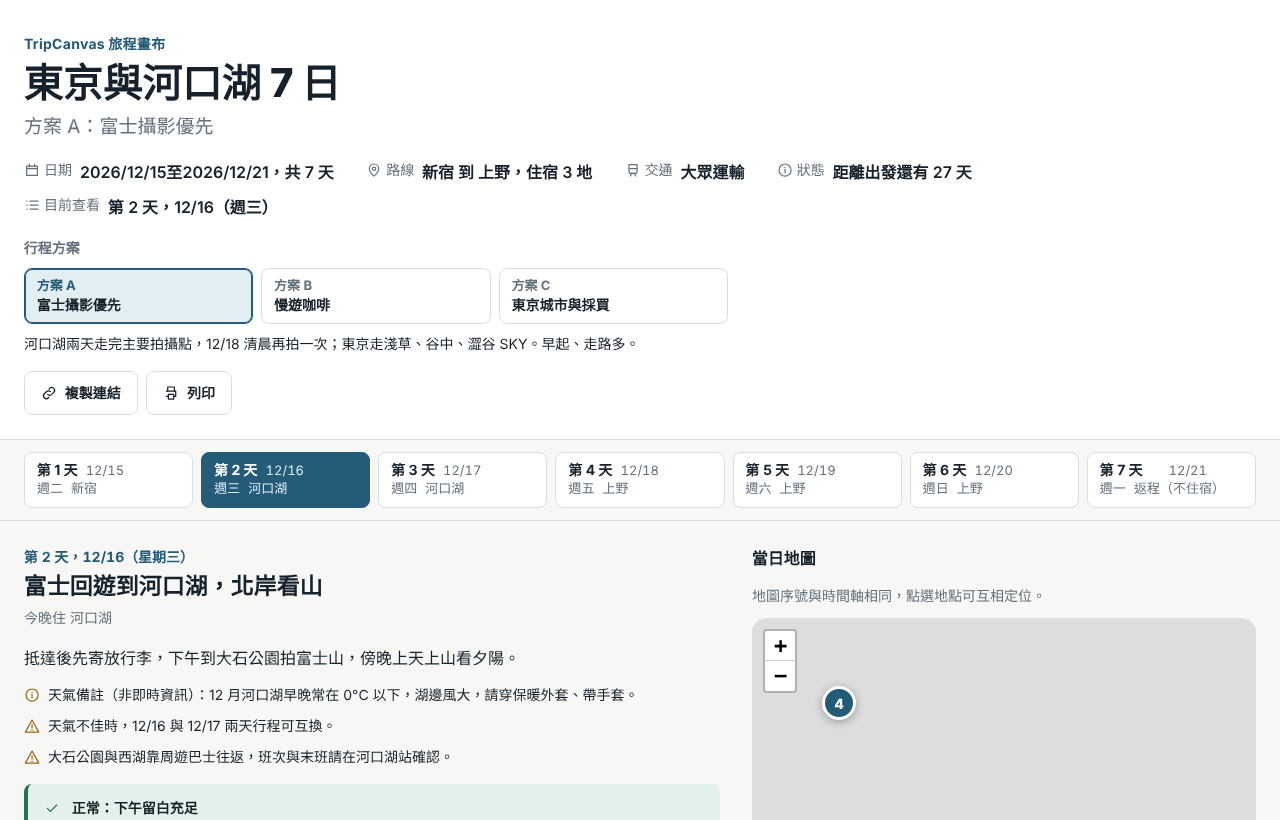 TripCanvas 旅程畫布
東京與河口湖 7 日
方案 A：富士攝影優先
日期 2026/12/15至2026/12/21，共 7 天 路線 新宿 到 上野，住宿 3 地 交通 大眾運輸 狀態 距離出發還有 27 天
目前查看 第 2 天，12/16（週三）
行程方案
方案 A
富士攝影優先
方案 B
慢遊咖啡
方案 C
東京城市與採買
河口湖兩天走完主要拍攝點，12/18 清晨再拍一次；東京走淺草、谷中、澀谷 SKY。早起、走路多。
複製連結
列印
第 1 天 12/15
週二 新宿
第 2 天 12/16
週三 河口湖
第 3 天 12/17
週四 河口湖
第 4 天 12/18
週五 上野
第 5 天 12/19
週六 上野
第 6 天 12/20
週日 上野
第 7 天 12/21
週一 返程（不住宿）
第 2 天，12/16（星期三）
富士回遊到河口湖，北岸看山
今晚住 河口湖
抵達後先寄放行李，下午到大石公園拍富士山，傍晚上天上山看夕陽。
天氣備註（非即時資訊）：12 月河口湖早晚常在 0°C 以下，湖邊風大，請穿保暖外套、帶手套。
天氣不佳時，12/16 與 12/17 兩天行程可互換。
大石公園與西湖靠周遊巴士往返，班次與末班請在河口湖站確認。
正常：下午留白充足
當日地圖
地圖序號與時間軸相同，點選地點可互相定位。
+
−
4